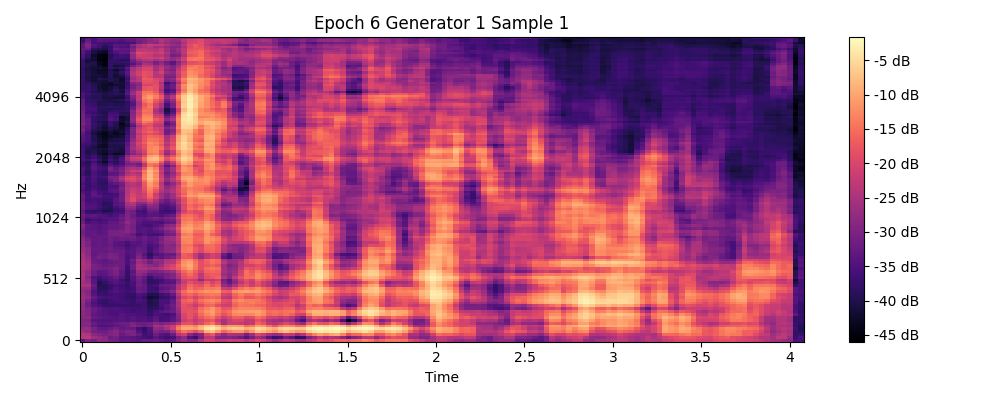 Epoch 6 Generator 1 Sample 1
Hz
4096
2048
1024
512
0
0
0.5
1
1.5
2
2.5
3
3.5
4
Time
-5 dB
-10 dB
-15 dB
-20 dB
-25 dB
-30 dB
-35 dB
-40 dB
-45 dB